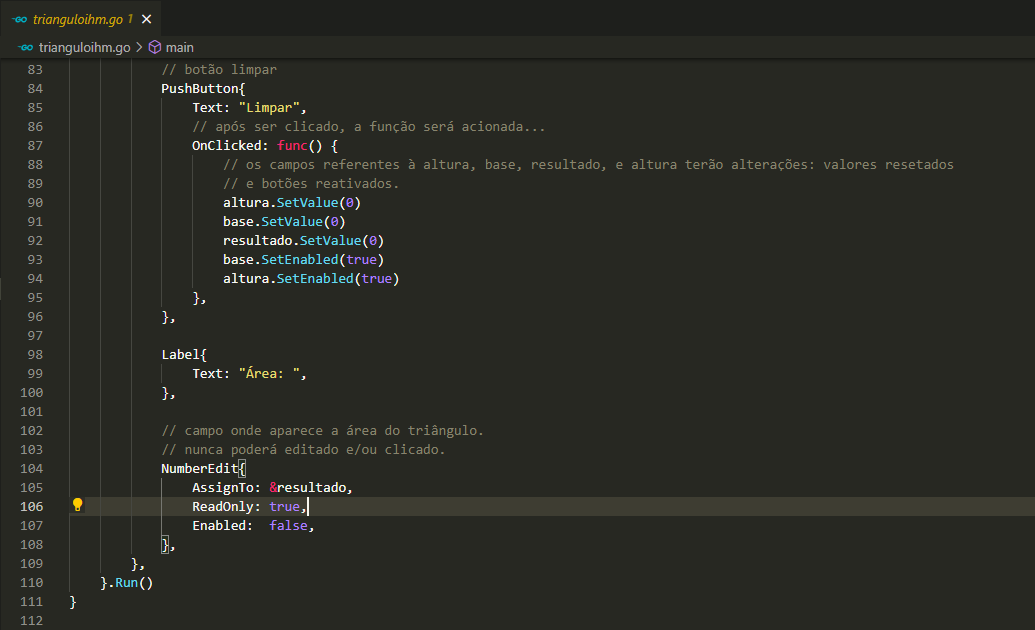 trianguloihm.go 1
trianguloihm.go > main
83 // botão limpar
84 PushButton{
85 Text: "Limpar",
86 // após ser clicado, a função será acionada...
87 OnClicked: func() {
88 // os campos referentes à altura, base, resultado, e altura terão alterações: valores resetados
89 // e botões reativados.
90 altura.SetValue(0)
91 base.SetValue(0)
92 resultado.SetValue(0)
93 base.SetEnabled(true)
94 altura.SetEnabled(true)
95 },
96 },
97
98 Label{
99 Text: "Área: ",
100 },
101
102 // campo onde aparece a área do triângulo.
103 // nunca poderá editado e/ou clicado.
104 NumberEdit{
105 AssignTo: &resultado,
106 ReadOnly: true,
107 Enabled:  false,
108 },
109 },
110 }.Run()
111 }
112